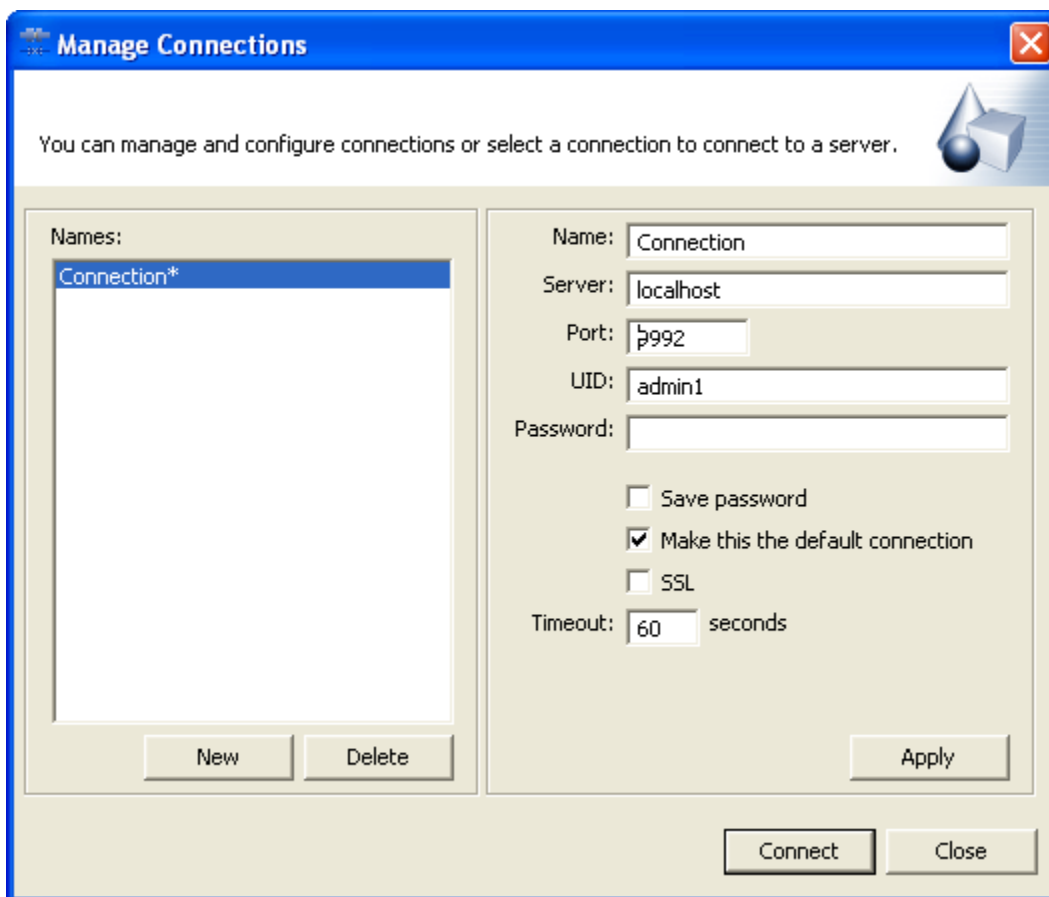 Manage Connections
You can manage and configure connections or select a connection to connect to a server.
Names:
Connection*
New
Delete
Name: Connection
Server: localhost
Port: 9992
UID: admin1
Password:
Save password
Make this the default connection
SSL
Timeout: 60 seconds
Apply
Connect
Close